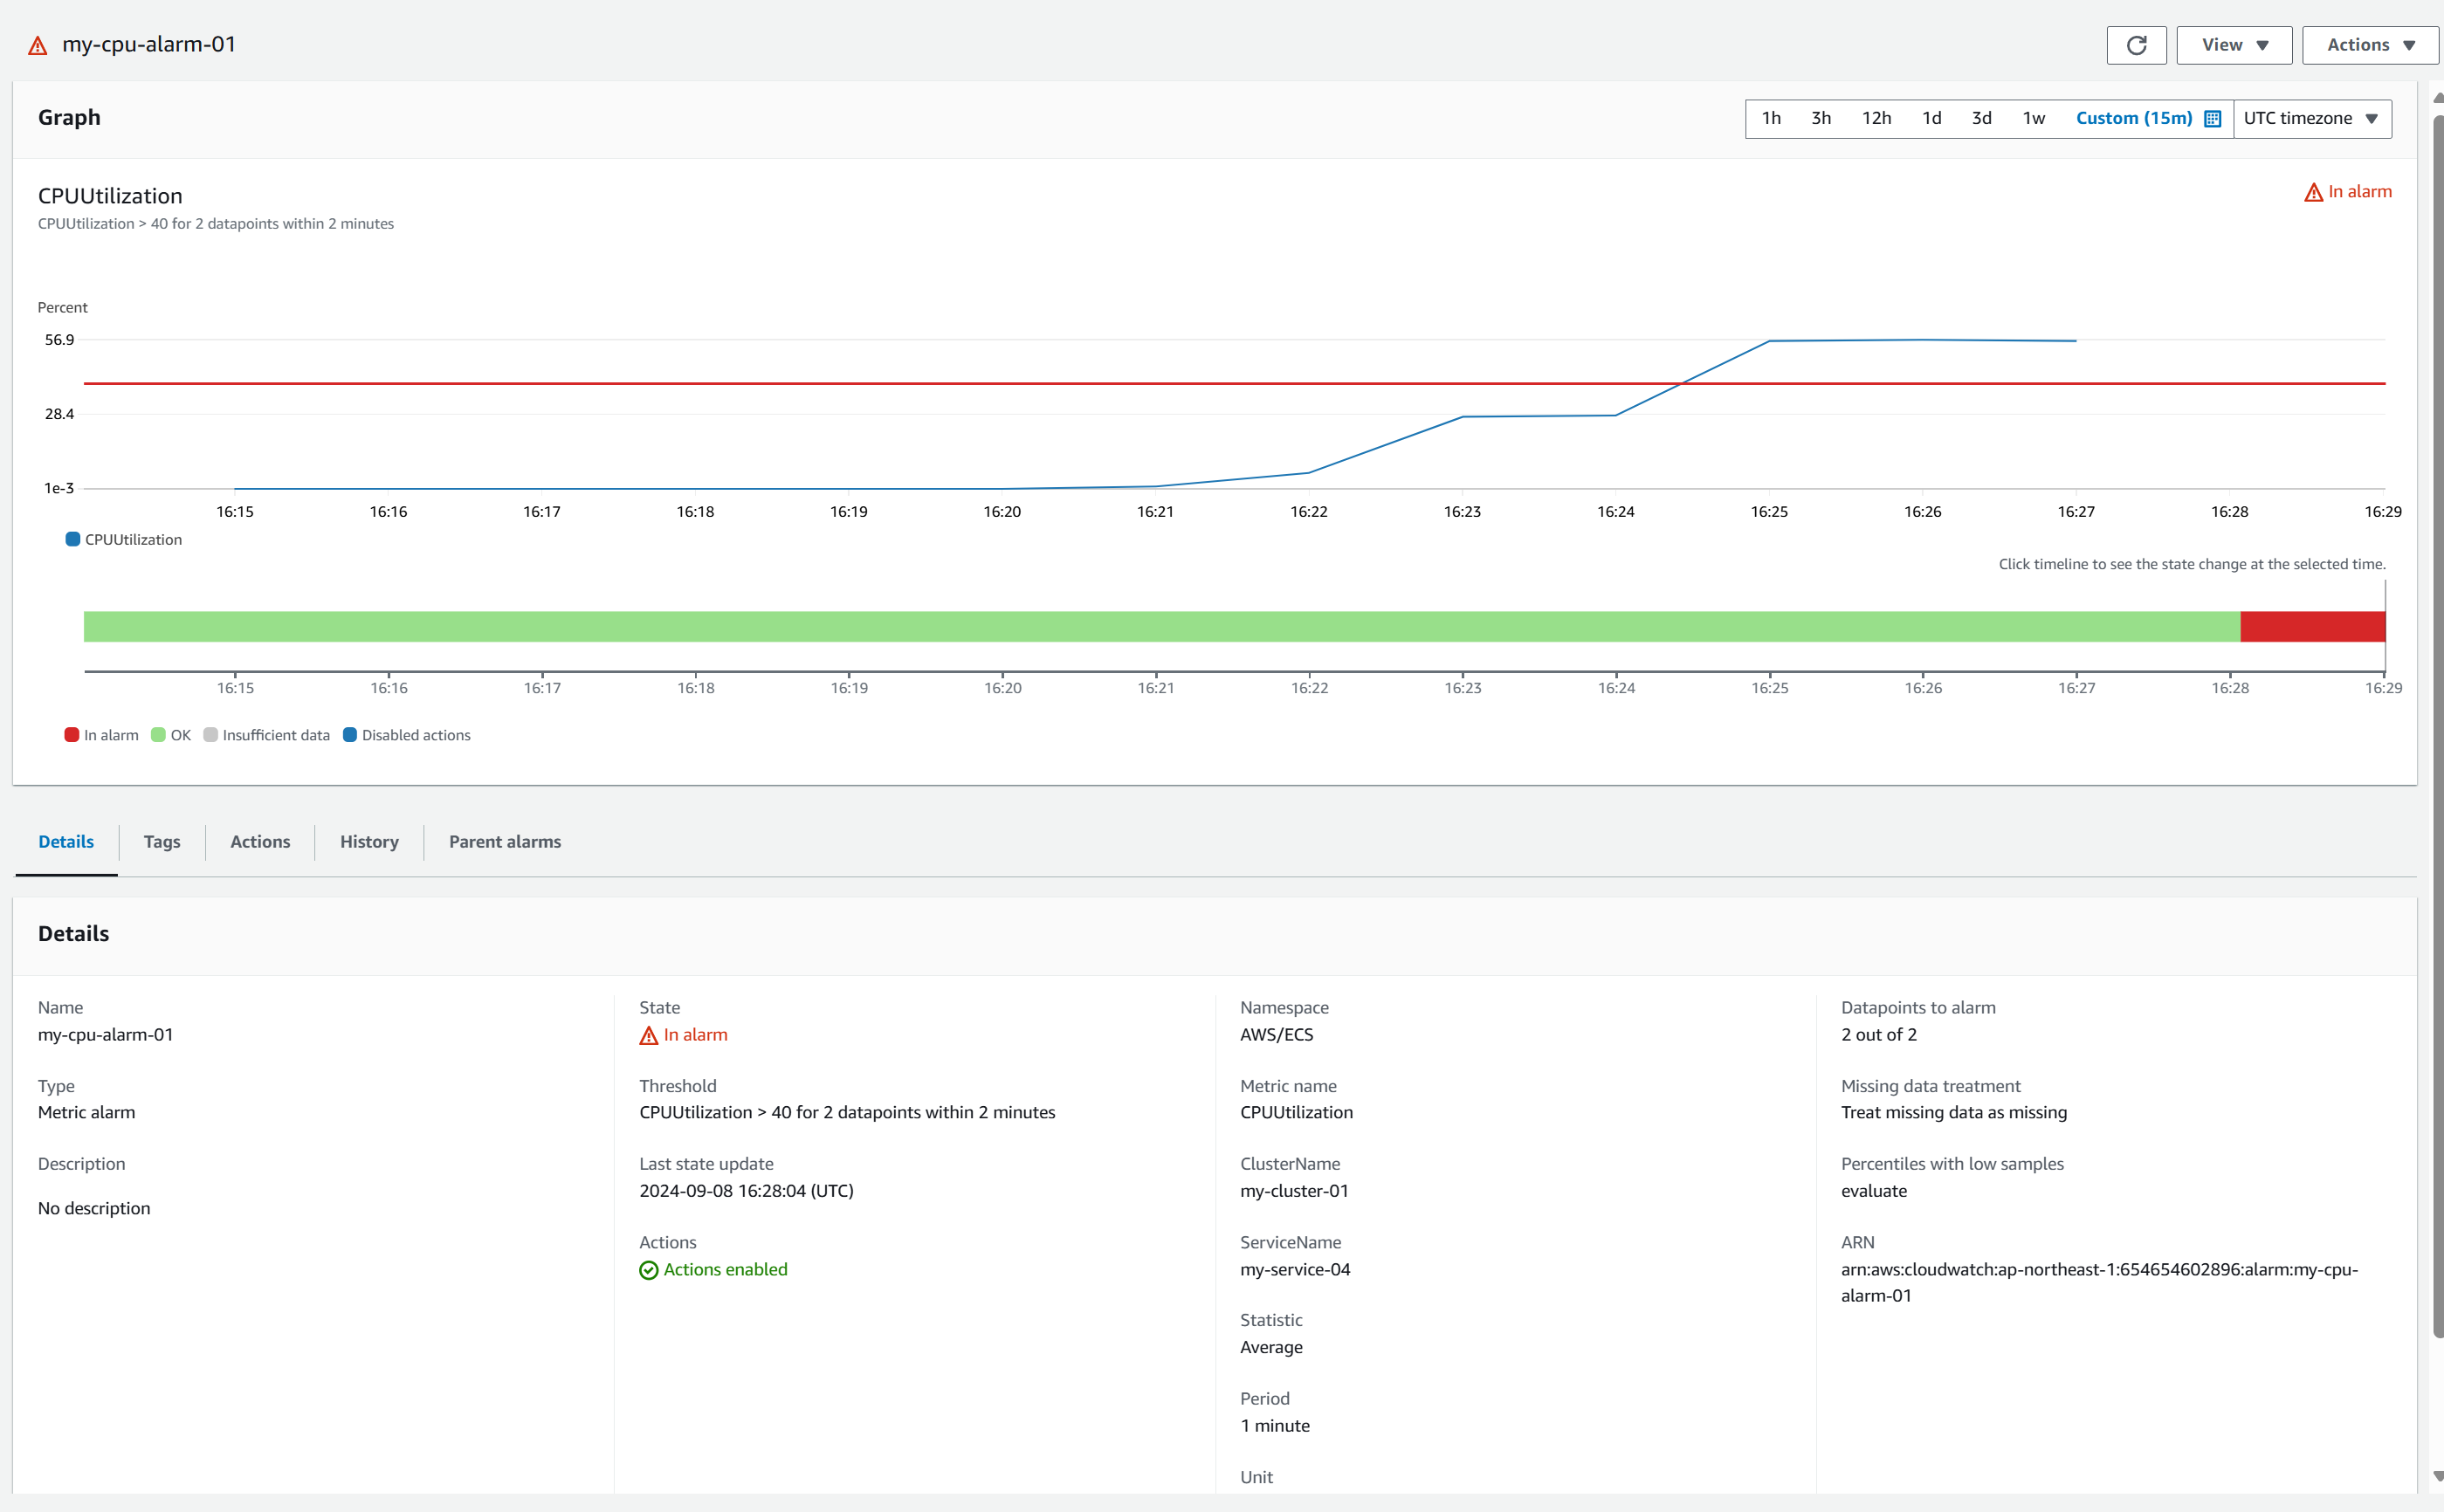 my-cpu-alarm-01
View
Actions
Graph
1h 3h 12h 1d 3d 1w Custom (15m) UTC timezone
CPUUtilization
In alarm
CPUUtilization > 40 for 2 datapoints within 2 minutes
Percent
56.9
28.4
1e-3
16:15 16:16 16:17 16:18 16:19 16:20 16:21 16:22 16:23 16:24 16:25 16:26 16:27 16:28 16:29
CPUUtilization
Click timeline to see the state change at the selected time.
16:15 16:16 16:17 16:18 16:19 16:20 16:21 16:22 16:23 16:24 16:25 16:26 16:27 16:28 16:29
In alarm OK Insufficient data Disabled actions
Details Tags Actions History Parent alarms
Details
Name
my-cpu-alarm-01
Type
Metric alarm
Description
No description
State
In alarm
Threshold
CPUUtilization > 40 for 2 datapoints within 2 minutes
Last state update
2024-09-08 16:28:04 (UTC)
Actions
Actions enabled
Namespace
AWS/ECS
Metric name
CPUUtilization
ClusterName
my-cluster-01
ServiceName
my-service-04
Statistic
Average
Period
1 minute
Unit
Datapoints to alarm
2 out of 2
Missing data treatment
Treat missing data as missing
Percentiles with low samples
evaluate
ARN
arn:aws:cloudwatch:ap-northeast-1:654654602896:alarm:my-cpu-
alarm-01